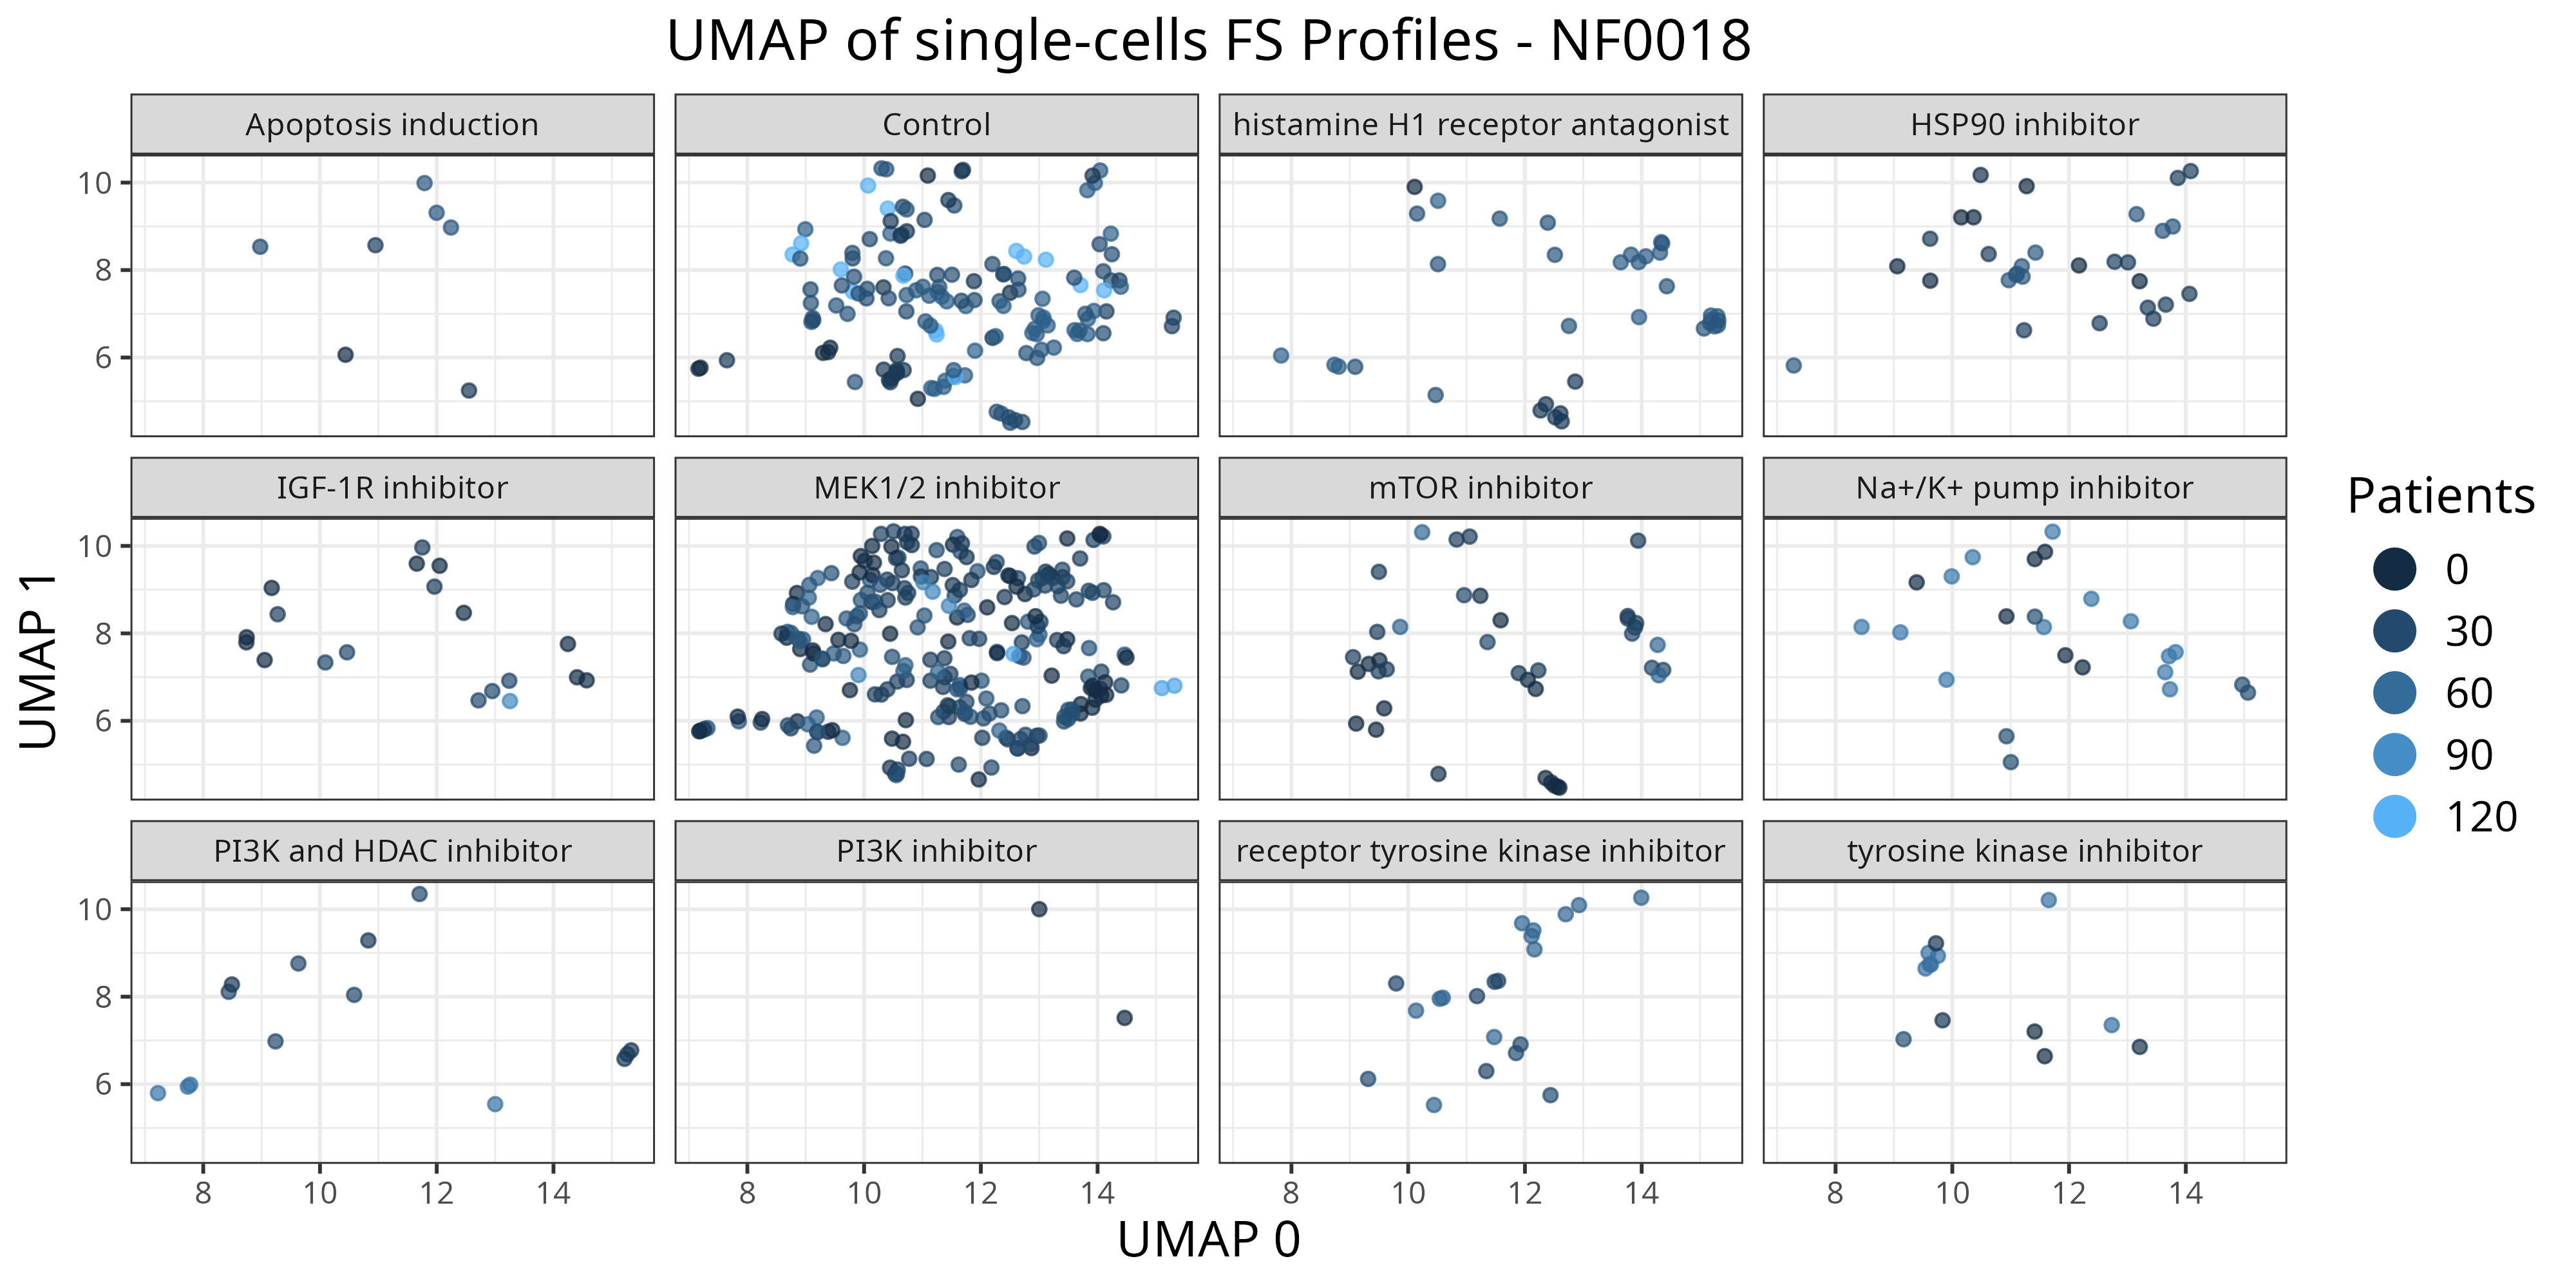 UMAP of single-cells FS Profiles - NF0018
Apoptosis induction
Control
histamine H1 receptor antagonist
HSP90 inhibitor
10
8
6
IGF-1R inhibitor
MEK1/2 inhibitor
mTOR inhibitor
Na+/K+ pump inhibitor
10
8
6
PI3K and HDAC inhibitor
PI3K inhibitor
receptor tyrosine kinase inhibitor
tyrosine kinase inhibitor
10
8
6
8 10 12 14
8 10 12 14
8 10 12 14
8 10 12 14
UMAP 0
UMAP 1
Patients
0
30
60
90
120